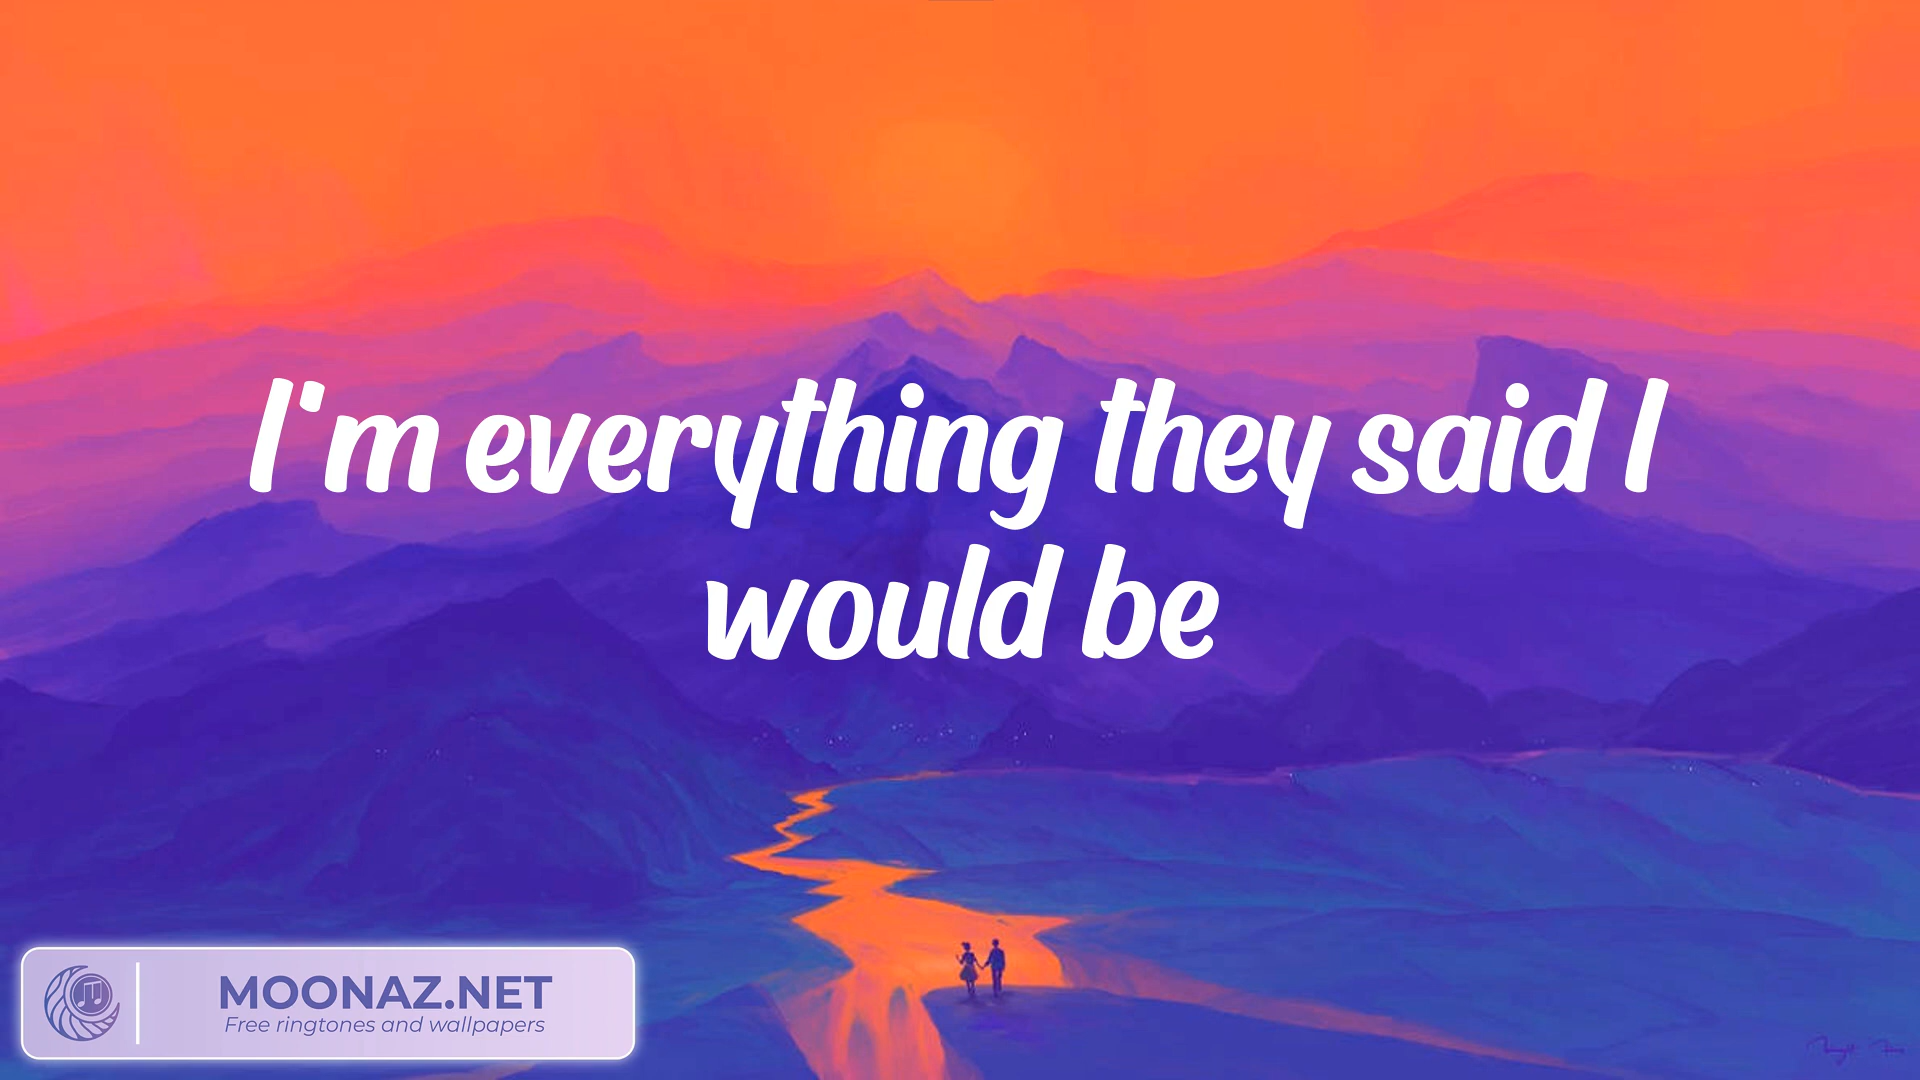 I'm everything they said I
would be
MOONAZ.NET
Free ringtones and wallpapers